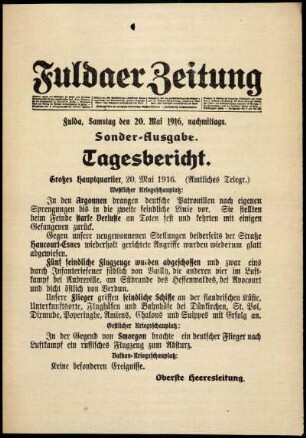 Fuldaer Zeitung
Fulda, Samstag den 20. Mai 1916, nachmittags.
Sonder-Ausgabe.
Tagesbericht.
Großes Hauptquartier, 20. Mai 1916. (Amtliches Telegr.)
Westlicher Kriegsschauplatz:
In den Argonnen drangen deutsche Patrouillen nach eigenen
Sprengungen bis in die zweite feindliche Linie vor. Sie stellten
beim Feinde starke Verluste an Toten fest und kehrten mit einigen
Gefangenen zurück.
Gegen unsere neugewonnenen Stellungen beiderseits der Straße
Haucourt-Esnes wiederholt gerichtete Angriffe wurden wiederum glatt
abgewiesen.
Fünf feindliche Flugzeuge wurden abgeschossen und zwar eins
durch Infanteriefeuer südlich von Vailly, die anderen vier im Luft-
kampf bei Aubreville, am Südrande des Hessenwaldes, bei Avocourt
und dicht östlich von Verdun.
Unsere Flieger griffen feindliche Schiffe an der flandrischen Küste,
Unterkunftsorte, Flughäfen und Bahnhöfe bei Dünkirchen, St. Pol,
Dixmude, Poperinghe, Amiens, Chalons und Suippes mit Erfolg an.
Oestlicher Kriegsschauplatz:
In der Gegend von Smorgon brachte ein deutscher Flieger nach
Luftkampf ein russisches Flugzeug zum Absturz.
Balkan-Kriegsschauplatz:
Keine besonderen Ereignisse.
Oberste Heeresleitung.